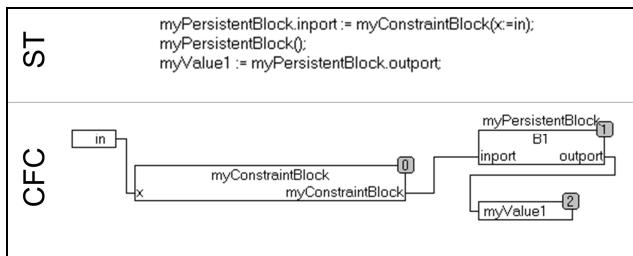 ST
myPersistentBlock.inport := myConstraintBlock(x:=in);
myPersistentBlock();
myValue1 := myPersistentBlock.outport;
CFC
in
0
myConstraintBlock
x myConstraintBlock
myPersistentBlock
1
B1
inport outport
2
myValue1